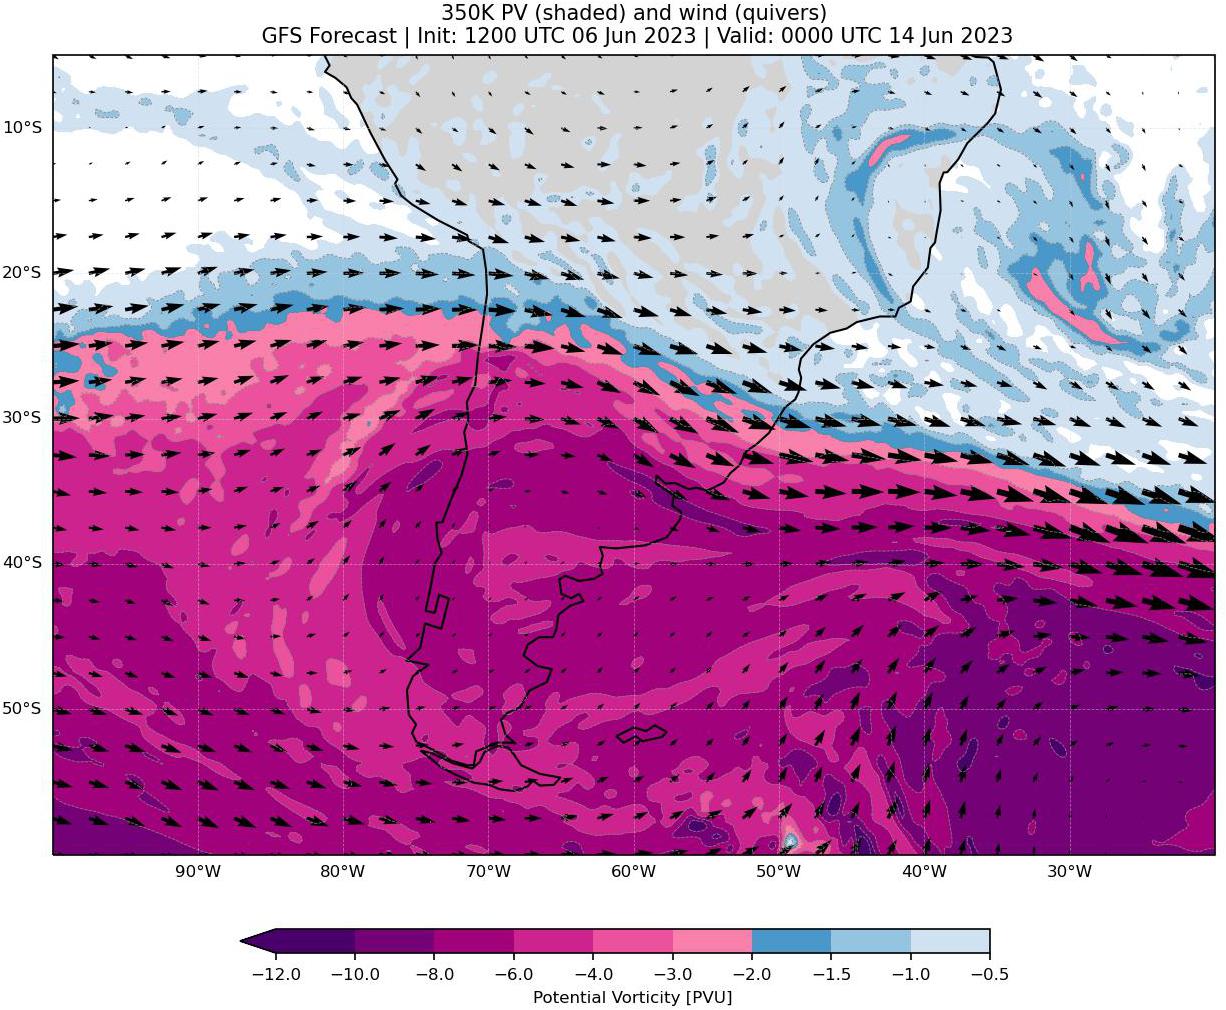 350K PV (shaded) and wind (quivers)
GFS Forecast | Init: 1200 UTC 06 Jun 2023 | Valid: 0000 UTC 14 Jun 2023
10°S
20°S
30°S
40°S
50°S
90°W 80°W 70°W 60°W 50°W 40°W 30°W
−12.0 −10.0 −8.0 −6.0 −4.0 −3.0 −2.0 −1.5 −1.0 −0.5
Potential Vorticity [PVU]